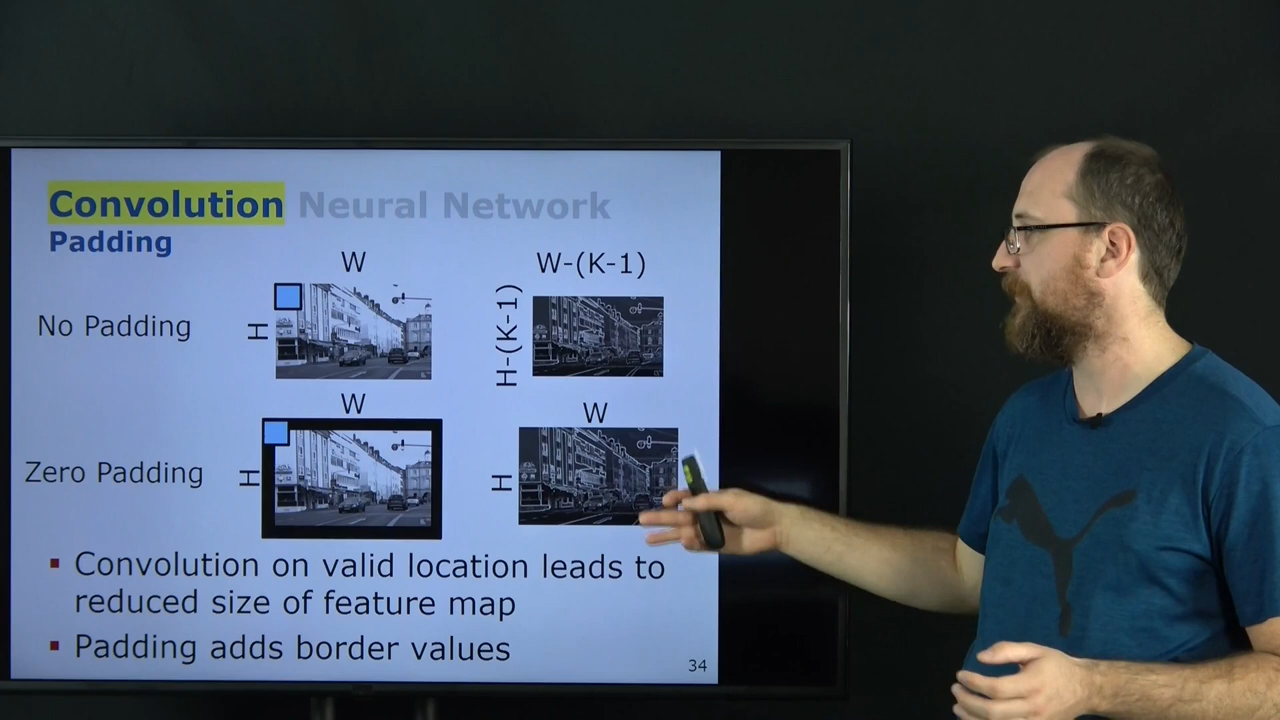 Convolution Neural Network
Padding
W
W-(K-1)
No Padding
H
H-(K-1)
W
W
Zero Padding
H
H
▪ Convolution on valid location leads to
reduced size of feature map
▪ Padding adds border values
34